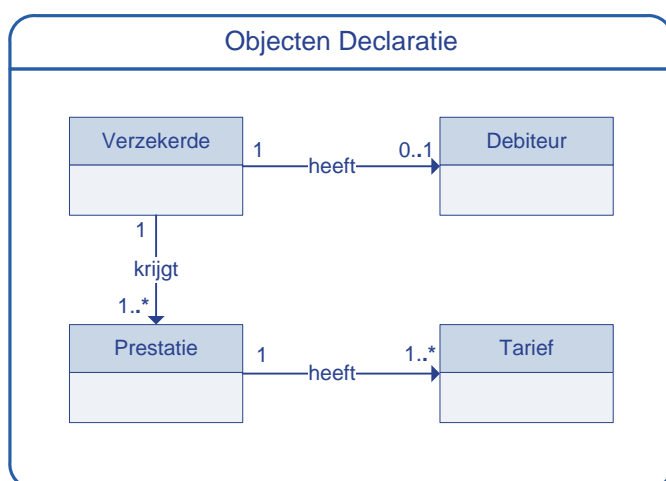 Objecten Declaratie
Verzekerde
Debiteur
1
heeft
0..1
1
krijgt
1..*
Prestatie
Tarief
1
heeft
1..*